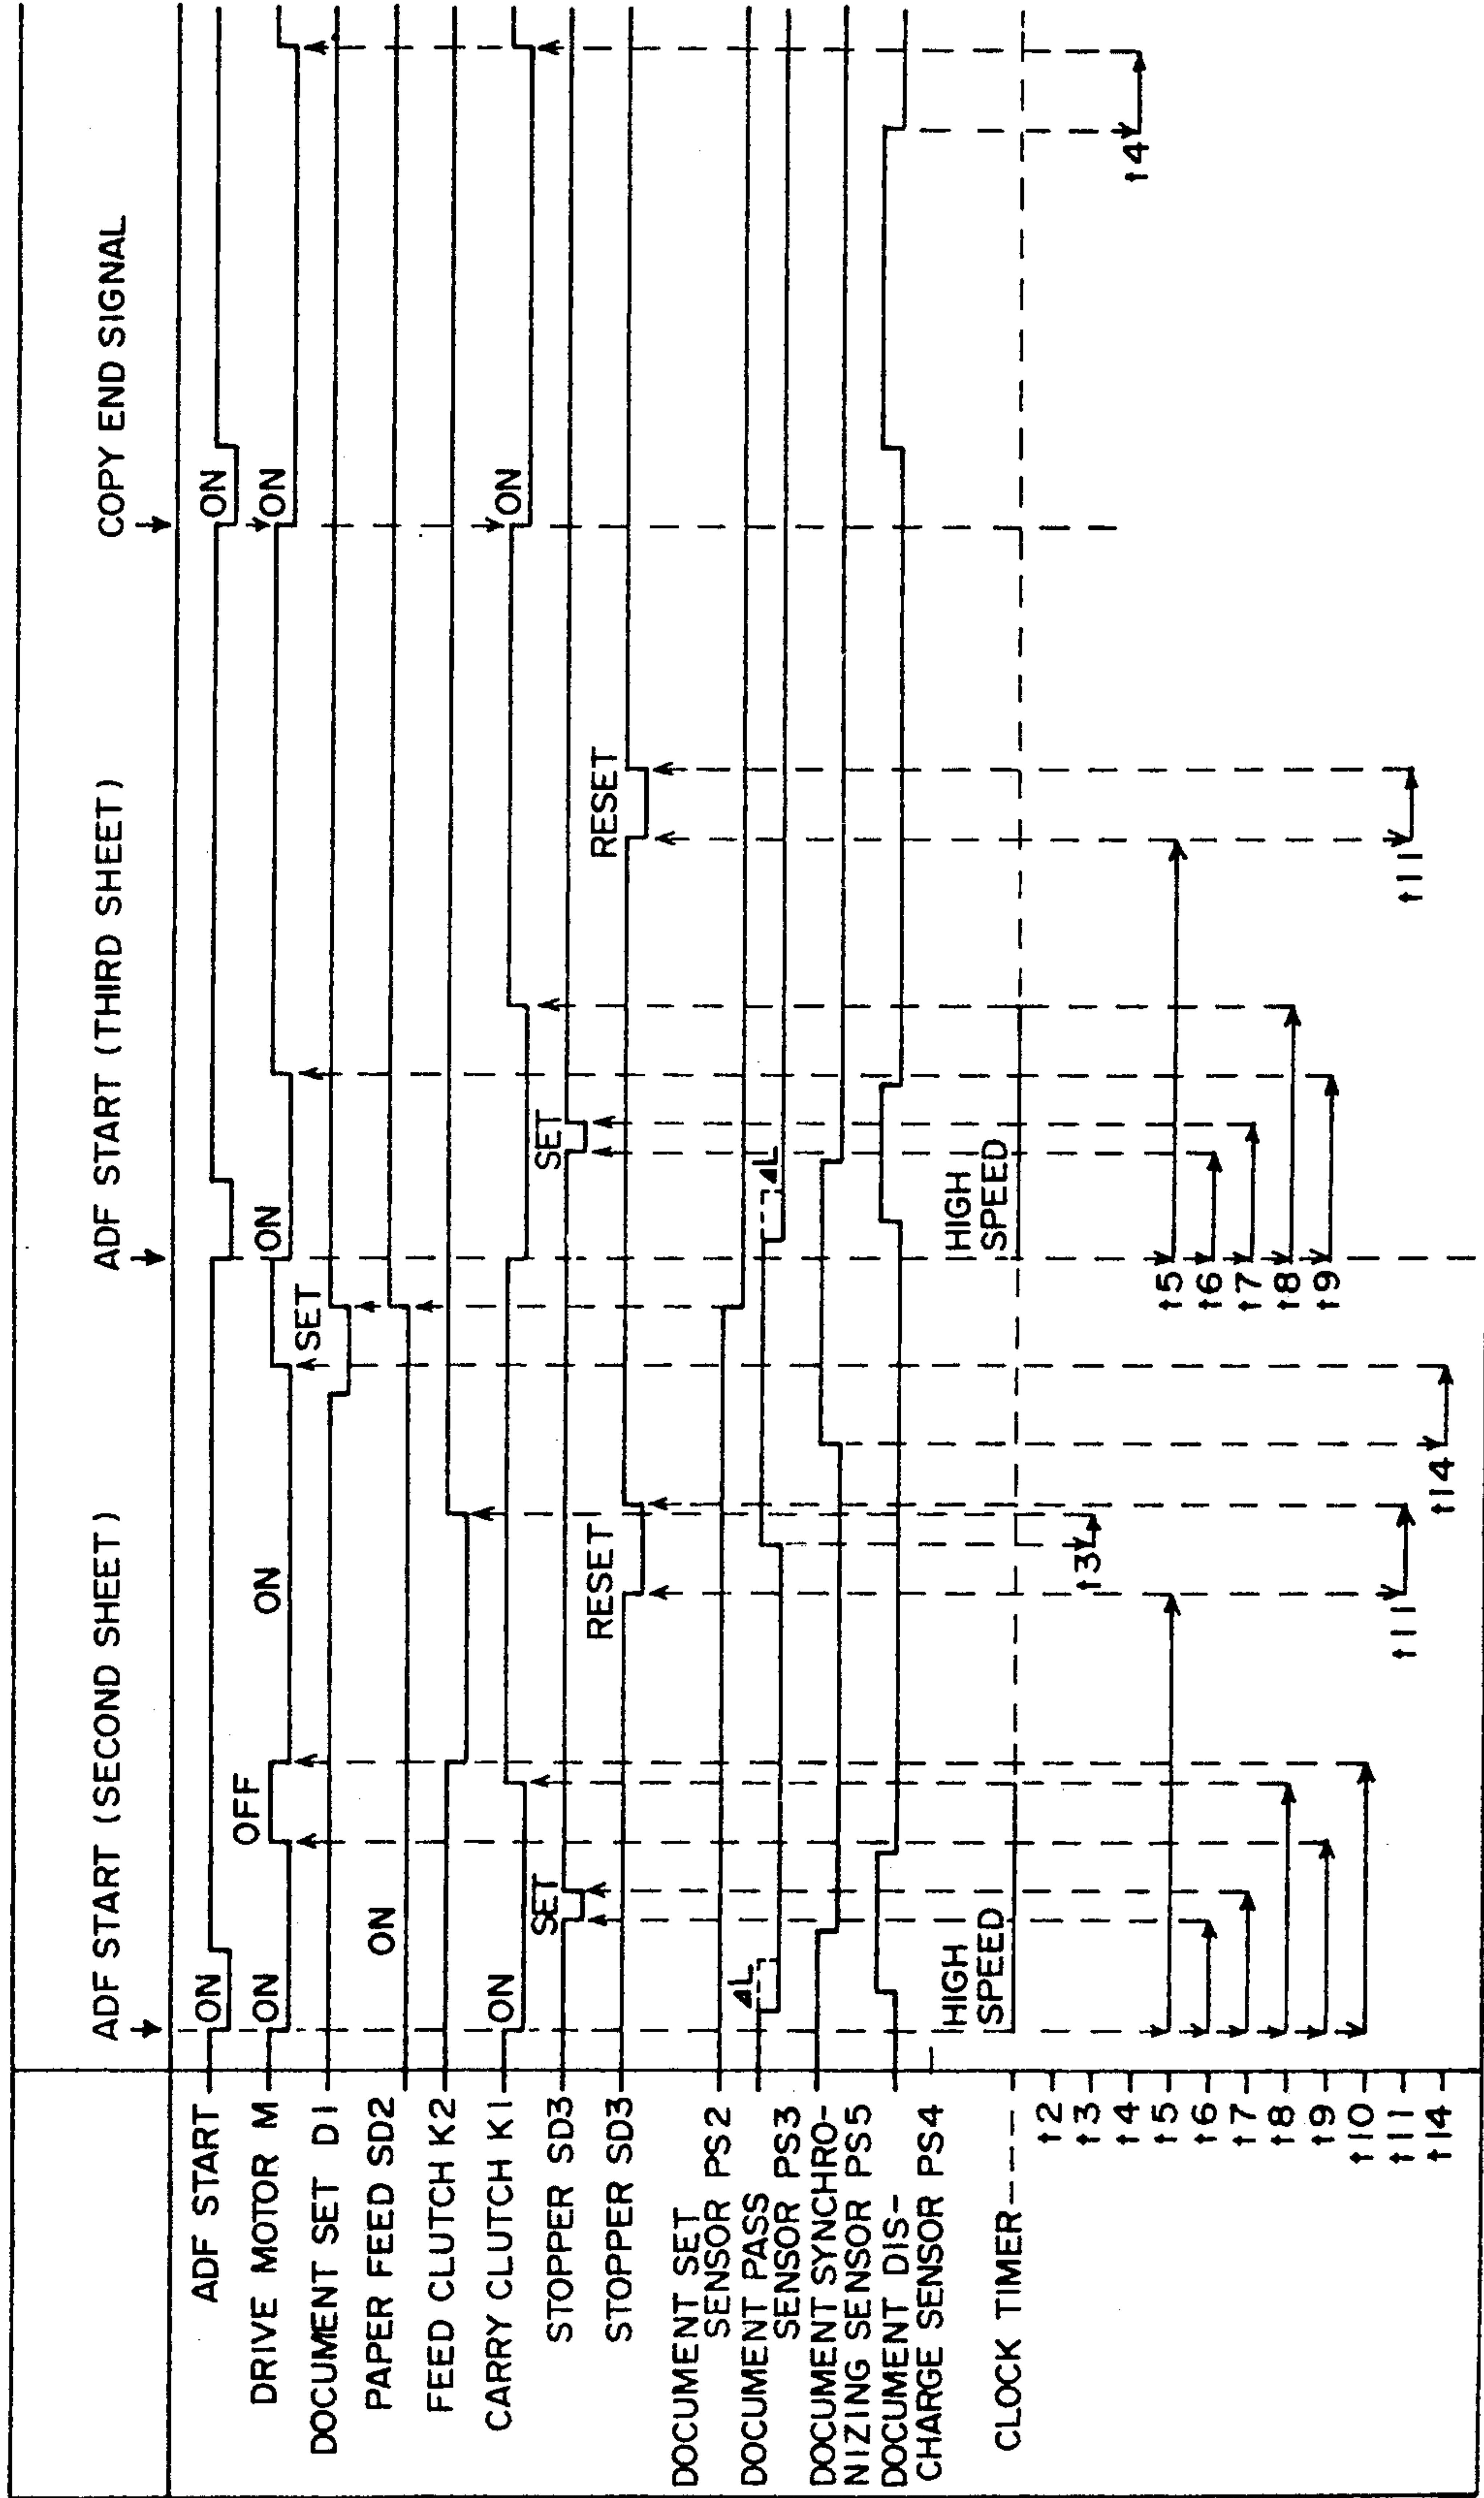 ADF START (SECOND SHEET)
ADF START (THIRD SHEET)
COPY END SIGNAL
ADF START
ON
ON
DRIVE MOTOR M
ON
OFF
ON
ON
ON
DOCUMENT SET D1
SET
PAPER FEED SD2
ON
FEED CLUTCH K2
CARRY CLUTCH K1
ON
ON
STOPPER SD3
SET
SET
STOPPER SD3
RESET
RESET
DOCUMENT SET
SENSOR PS2
DOCUMENT PASS
SENSOR PS3
4L
4L
DOCUMENT SYNCHRO-
NIZING SENSOR PS5
DOCUMENT DIS-
CHARGE SENSOR PS4
HIGH
SPEED
HIGH
SPEED
CLOCK TIMER
t2
t3
t3
t4
t4
t5
t5
t6
t6
t7
t7
t8
t8
t9
t9
t10
t11
t11
t11
t14
t14